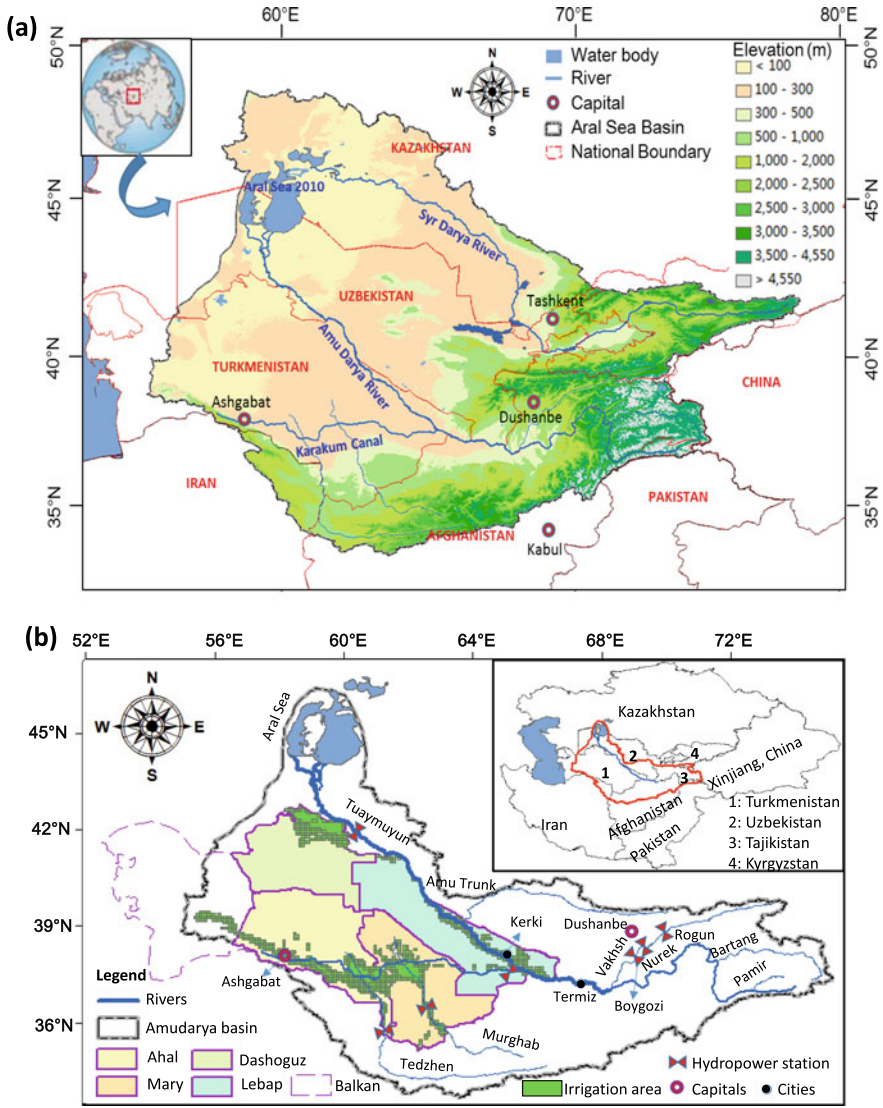 (a)
60°E 70°E 80°E
50°N 50°N
45°N 45°N
40°N 40°N
35°N 35°N
N
W E
S
Water body
River
Capital
Aral Sea Basin
National Boundary
Elevation (m)
< 100
100 - 300
300 - 500
500 - 1,000
1,000 - 2,000
2,000 - 2,500
2,500 - 3,000
3,000 - 3,500
3,500 - 4,550
> 4,550
KAZAKHSTAN
Aral Sea 2010
Syr Darya River
UZBEKISTAN
Tashkent
Amu Darya River
TURKMENISTAN
CHINA
Ashgabat
Dushanbe
Karakum Canal
IRAN
PAKISTAN
AFGHANISTAN
Kabul
(b)
52°E 56°E 60°E 64°E 68°E 72°E
45°N
42°N
39°N
36°N
N
W E
S
Aral Sea
Kazakhstan
2
4
1
3
Xinjiang, China
Iran
Afghanistan
Pakistan
1: Turkmenistan
2: Uzbekistan
3: Tajikistan
4: Kyrgyzstan
Tuaymuyun
Amu Trunk
Kerki
Dushanbe
Rogun
Vakhsh
Nurek
Bartang
Pamir
Ashgabat
Termiz
Boygozi
Murghab
Tedzhen
Legend
Rivers
Amudarya basin
Ahal Dashoguz
Mary Lebap Balkan
Irrigation area
Hydropower station
Capitals Cities